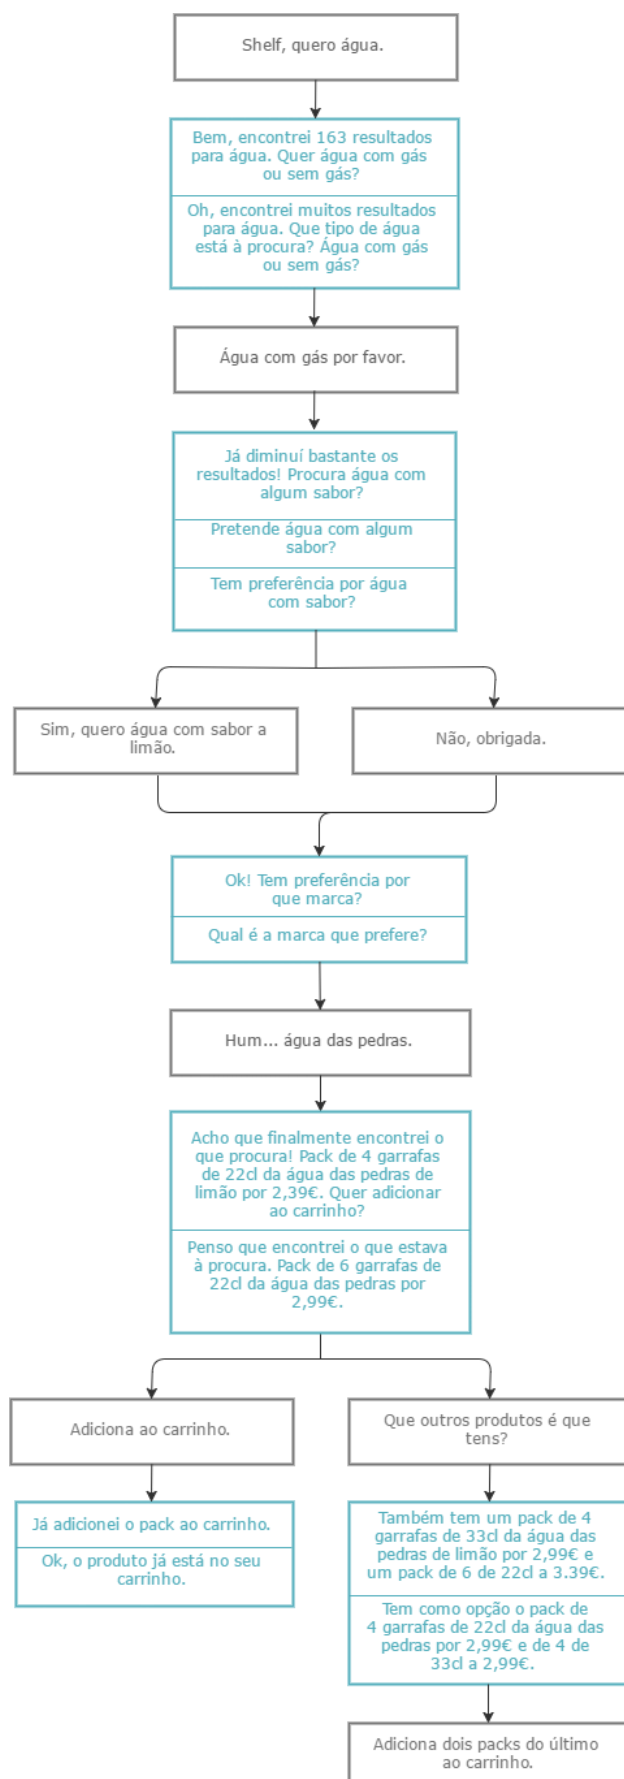 Shelf, quero água.
Bem, encontrei 163 resultados
para água. Quer água com gás
ou sem gás?
Oh, encontrei muitos resultados
para água. Que tipo de água
está à procura? Água com gás
ou sem gás?
Água com gás por favor.
Já diminuí bastante os
resultados! Procura água com
algum sabor?
Pretende água com algum
sabor?
Tem preferência por água
com sabor?
Sim, quero água com sabor a
limão.
Não, obrigada.
Ok! Tem preferência por
que marca?
Qual é a marca que prefere?
Hum... água das pedras.
Acho que finalmente encontrei o
que procura! Pack de 4 garrafas
de 22cl da água das pedras de
limão por 2,39€. Quer adicionar
ao carrinho?
Penso que encontrei o que estava
à procura. Pack de 6 garrafas de
22cl da água das pedras por
2,99€.
Adiciona ao carrinho.
Que outros produtos é que
tens?
Já adicionei o pack ao carrinho.
Ok, o produto já está no seu
carrinho.
Também tem um pack de 4
garrafas de 33cl da água das
pedras de limão por 2,99€ e
um pack de 6 de 22cl a 3.39€.
Tem como opção o pack de
4 garrafas de 22cl da água das
pedras por 2,99€ e de 4 de
33cl a 2,99€.
Adiciona dois packs do último
ao carrinho.